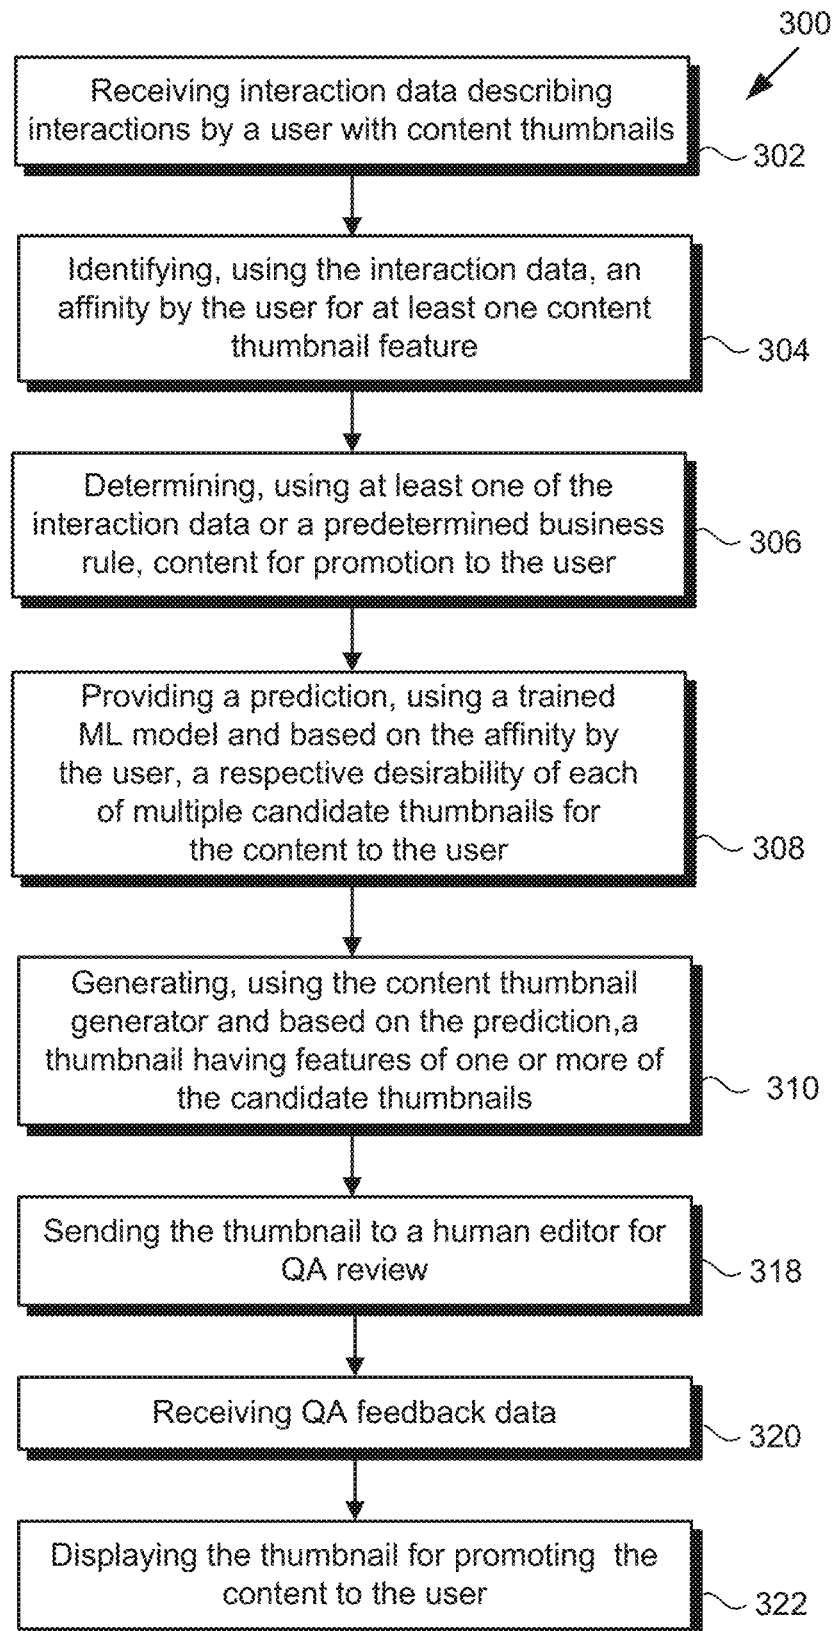 300
Receiving interaction data describing
interactions by a user with content thumbnails
302
Identifying, using the interaction data, an
affinity by the user for at least one content
thumbnail feature
304
Determining, using at least one of the
interaction data or a predetermined business
rule, content for promotion to the user
306
Providing a prediction, using a trained
ML model and based on the affinity by
the user, a respective desirability of each
of multiple candidate thumbnails for
the content to the user
308
Generating, using the content thumbnail
generator and based on the prediction,a
thumbnail having features of one or more of
the candidate thumbnails
310
Sending the thumbnail to a human editor for
QA review
318
Receiving QA feedback data
320
Displaying the thumbnail for promoting the
content to the user
322